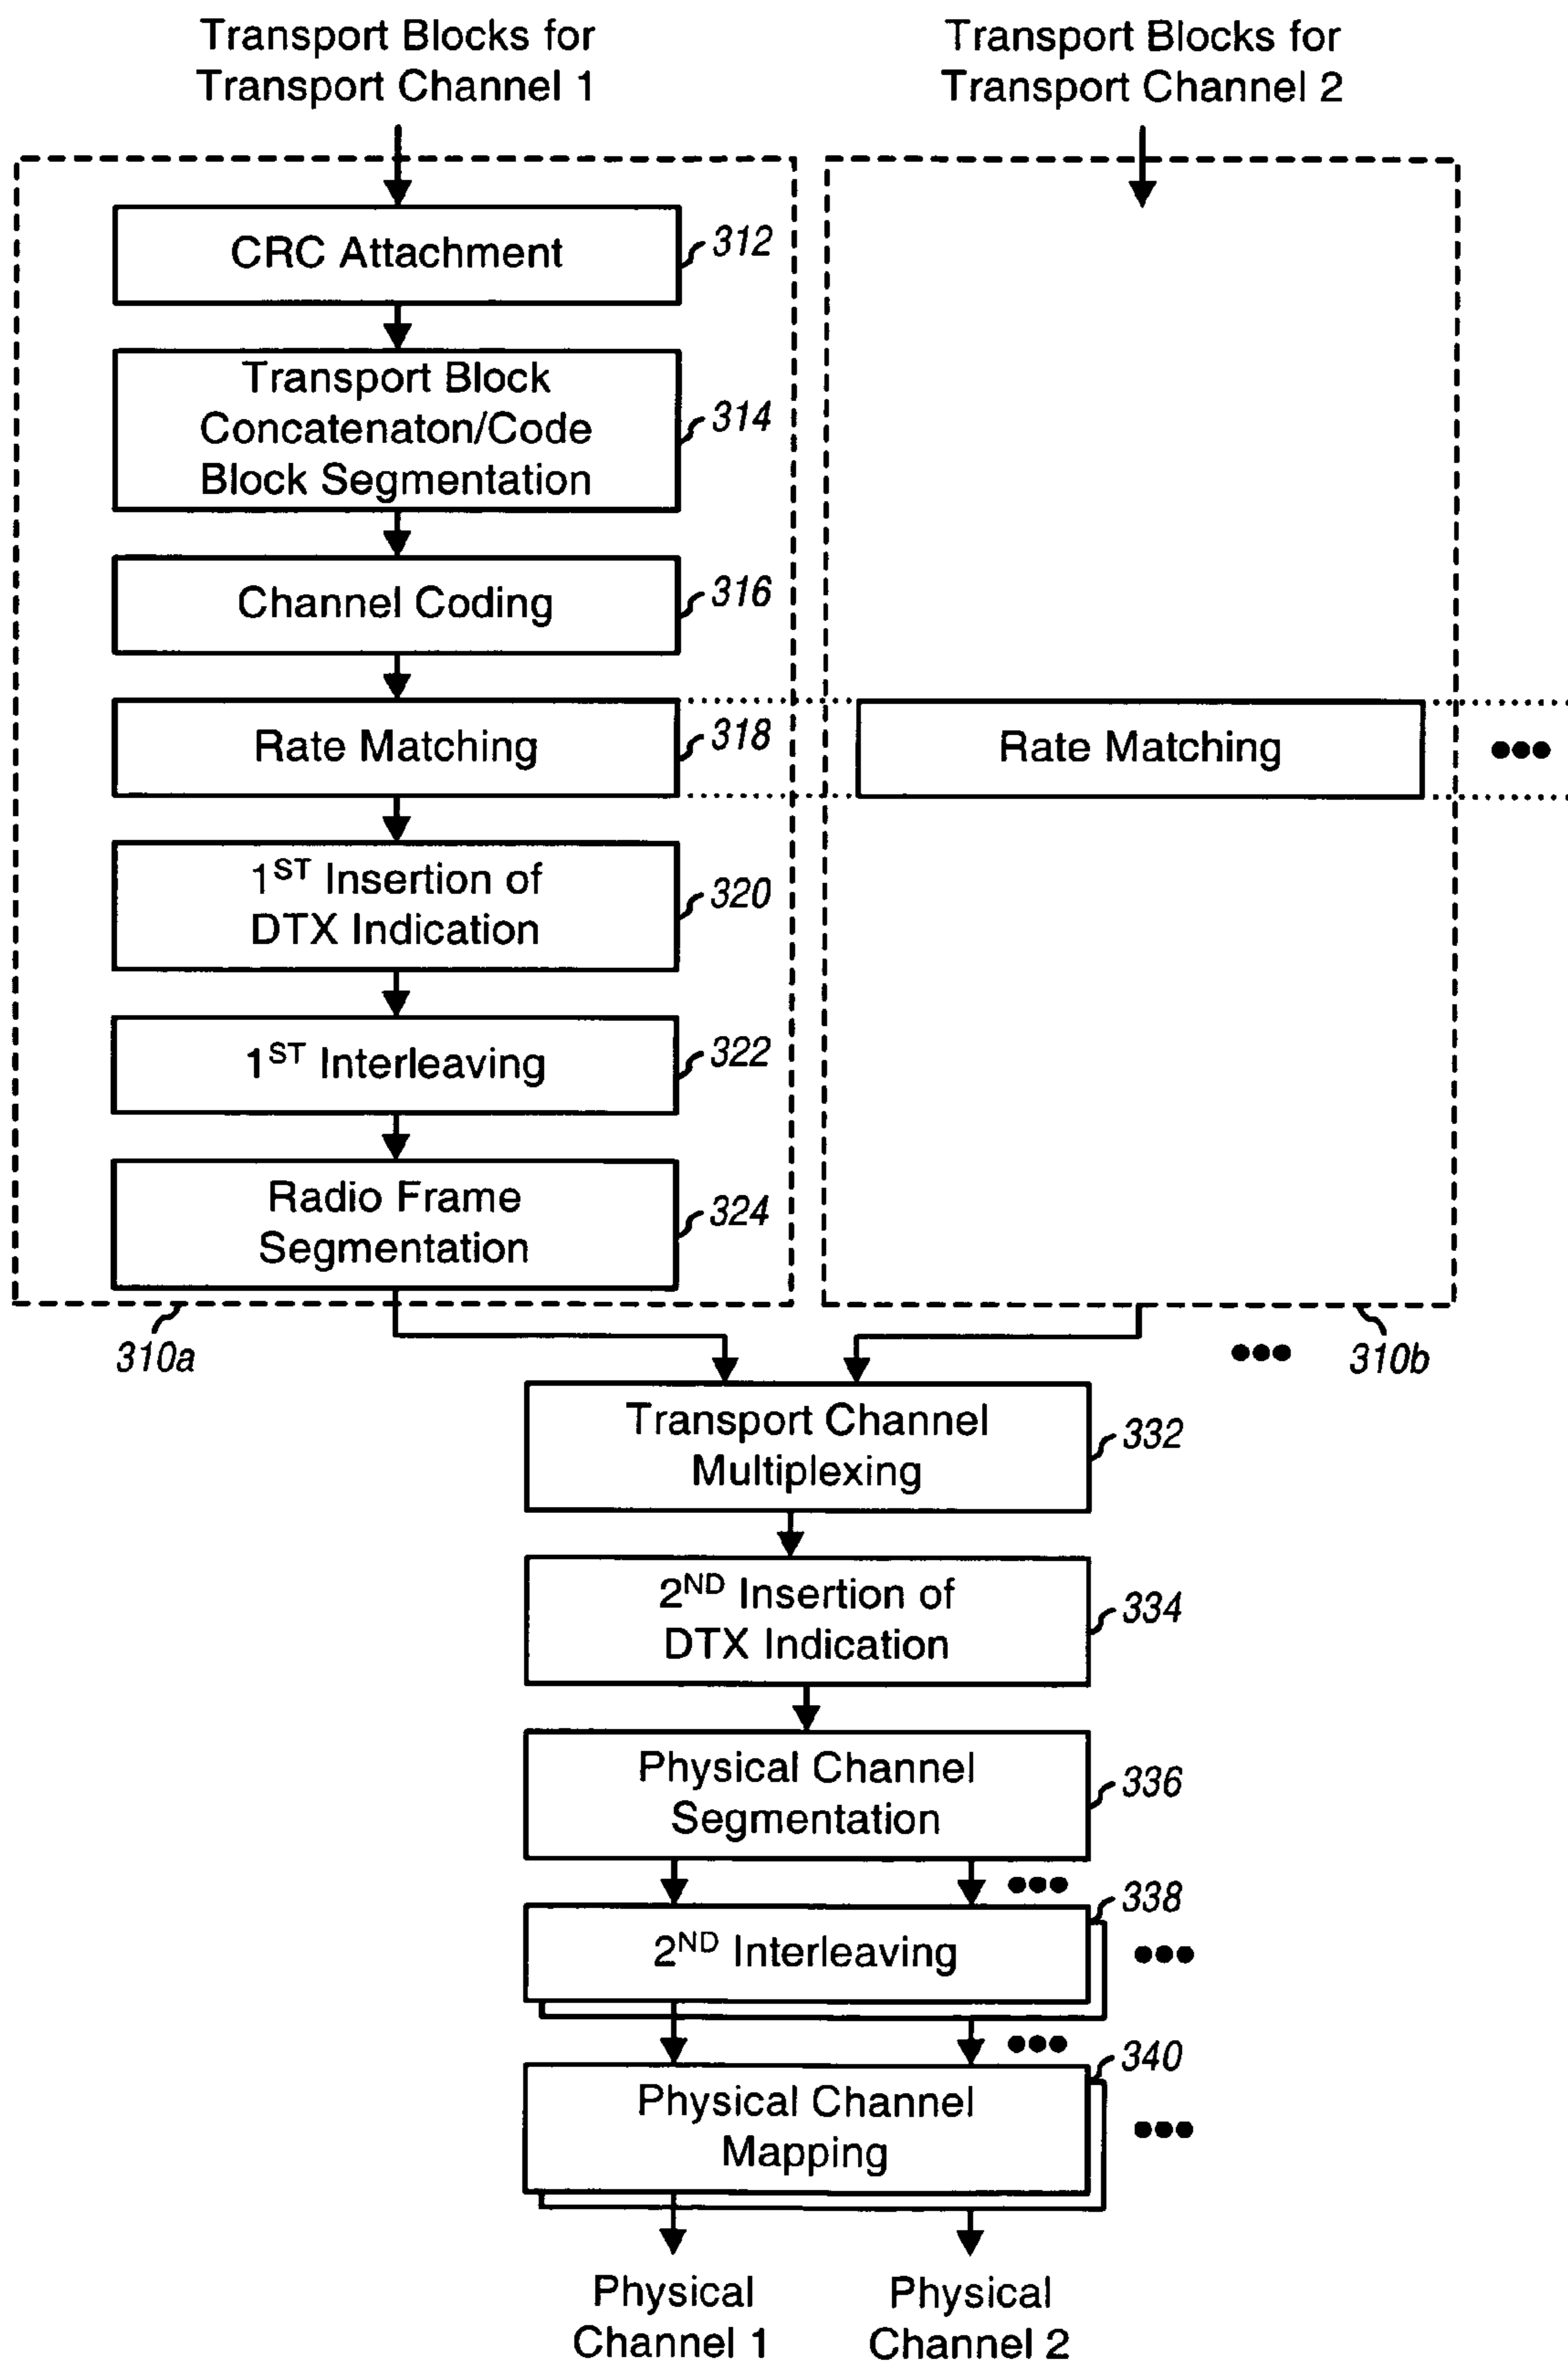 Transport Blocks for
Transport Channel 1
Transport Blocks for
Transport Channel 2
CRC Attachment
312
Transport Block
Concatenaton/Code
Block Segmentation
314
Channel Coding
316
Rate Matching
318
Rate Matching
•••
1ST Insertion of
DTX Indication
320
1ST Interleaving
322
Radio Frame
Segmentation
324
310a
•••
310b
Transport Channel
Multiplexing
332
2ND Insertion of
DTX Indication
334
Physical Channel
Segmentation
336
•••
338
2ND Interleaving
•••
•••
340
Physical Channel
Mapping
•••
Physical
Channel 1
Physical
Channel 2